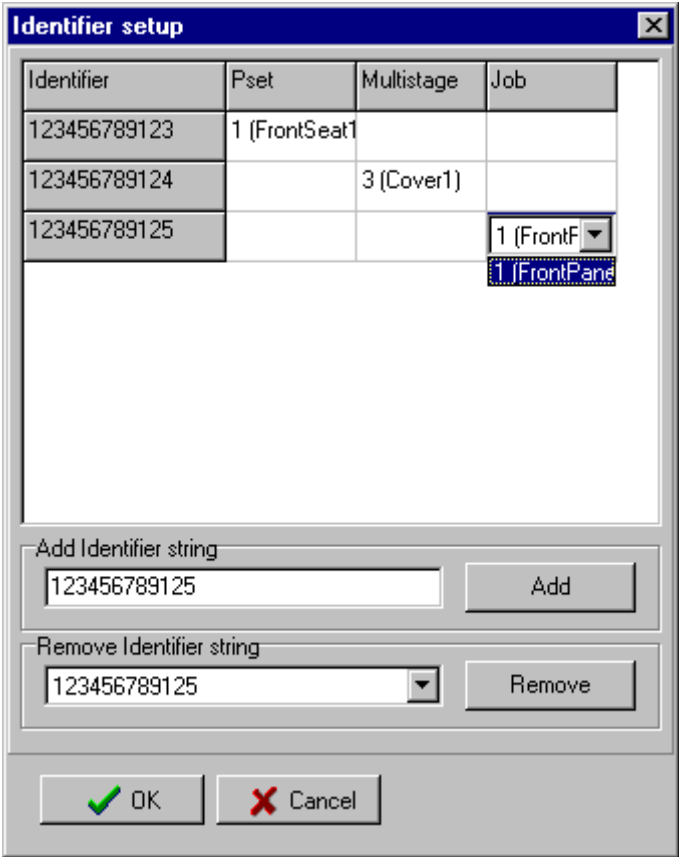 Identifier setup
Identifier Pset Multistage Job
123456789123 1 (FrontSeat1
123456789124 3 (Cover1)
123456789125 1 (FrontF
1 (FrontPane
Add Identifier string
123456789125 Add
Remove Identifier string
123456789125 Remove
OK Cancel